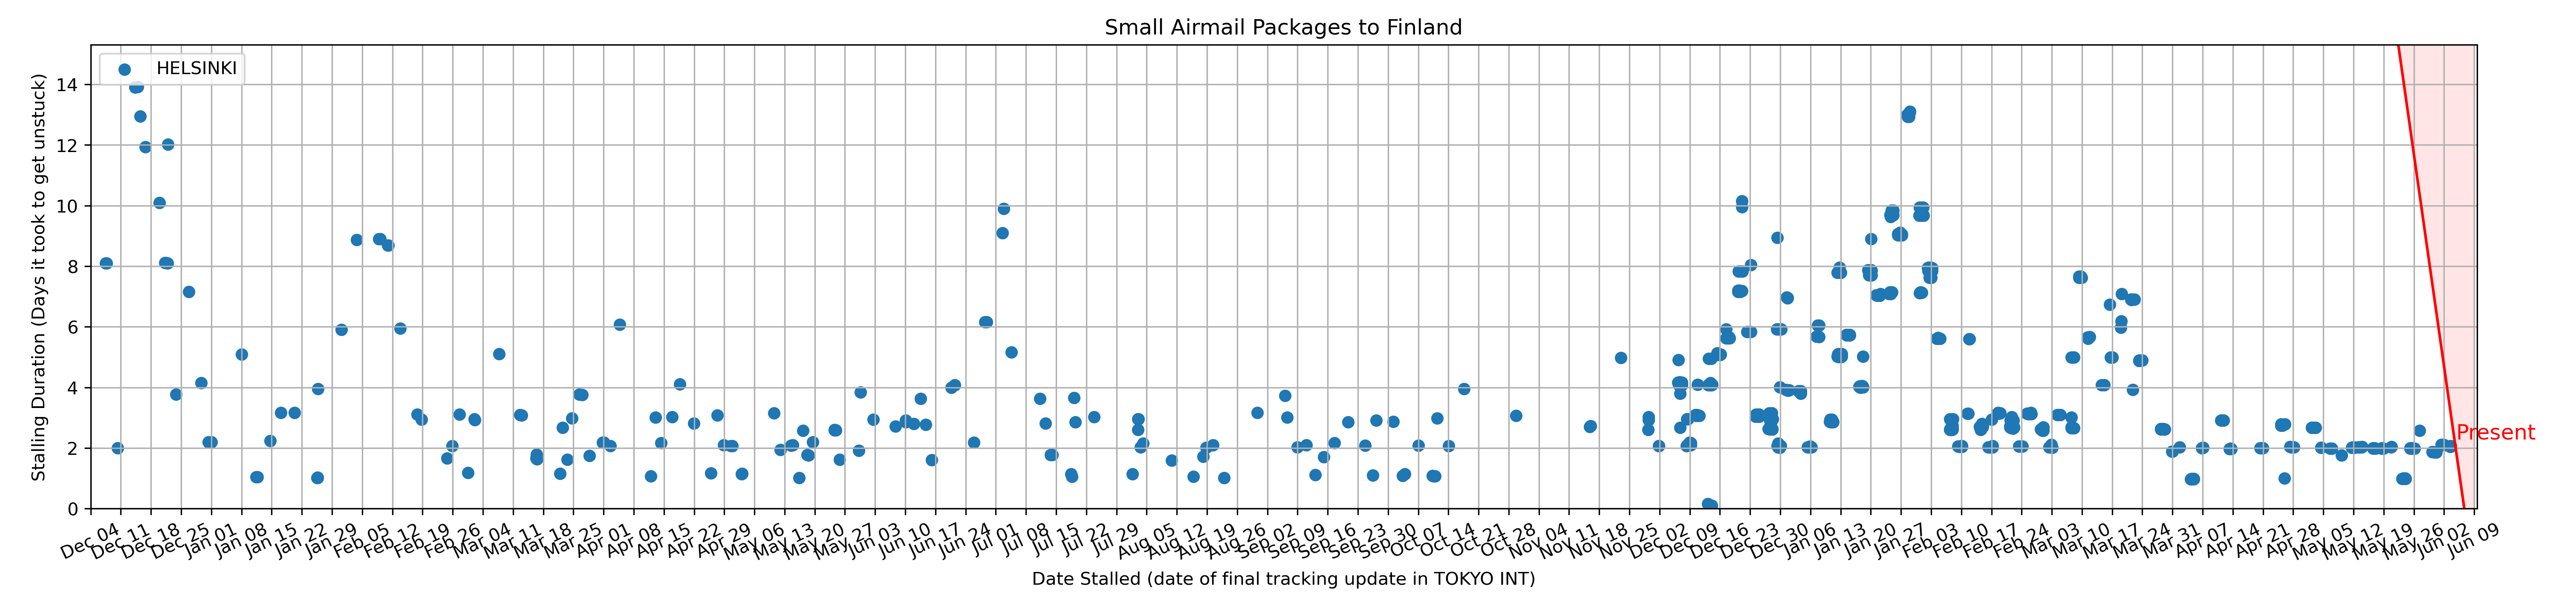 Small Airmail Packages to Finland
HELSINKI
Stalling Duration (Days it took to get unstuck)
14
12
10
8
6
4
2
0
Present
Dec 04 Dec 11 Dec 18 Dec 25 Jan 01 Jan 08 Jan 15 Jan 22 Jan 29 Feb 05 Feb 12 Feb 19 Feb 26 Mar 04 Mar 11 Mar 18 Mar 25 Apr 01 Apr 08 Apr 15 Apr 22 Apr 29 May 06 May 13 May 20 May 27 Jun 03 Jun 10 Jun 17 Jun 24 Jul 01 Jul 08 Jul 15 Jul 22 Jul 29 Aug 05 Aug 12 Aug 19 Aug 26 Sep 02 Sep 09 Sep 16 Sep 23 Sep 30 Oct 07 Oct 14 Oct 21 Oct 28 Nov 04 Nov 11 Nov 18 Nov 25 Dec 02 Dec 09 Dec 16 Dec 23 Dec 30 Jan 06 Jan 13 Jan 20 Jan 27 Feb 03 Feb 10 Feb 17 Feb 24 Mar 03 Mar 10 Mar 17 Mar 24 Mar 31 Apr 07 Apr 14 Apr 21 Apr 28 May 05 May 12 May 19 May 26 Jun 02 Jun 09
Date Stalled (date of final tracking update in TOKYO INT)